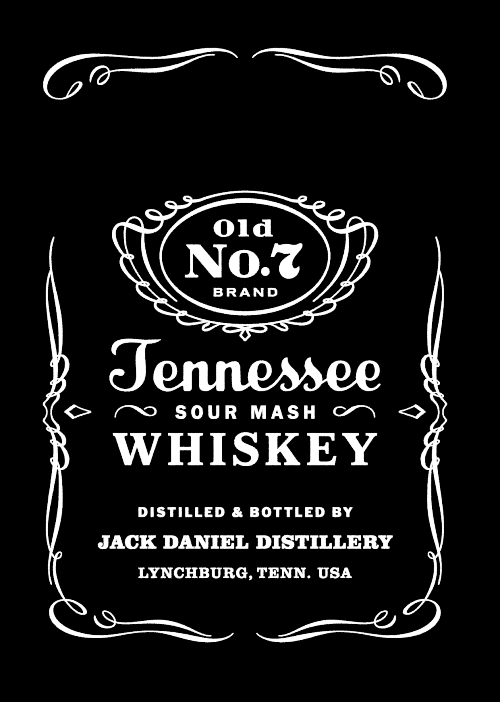 Old
No.7
BRAND
Tennessee
SOUR MASH
WHISKEY
DISTILLED & BOTTLED BY
JACK DANIEL DISTILLERY
LYNCHBURG, TENN. USA